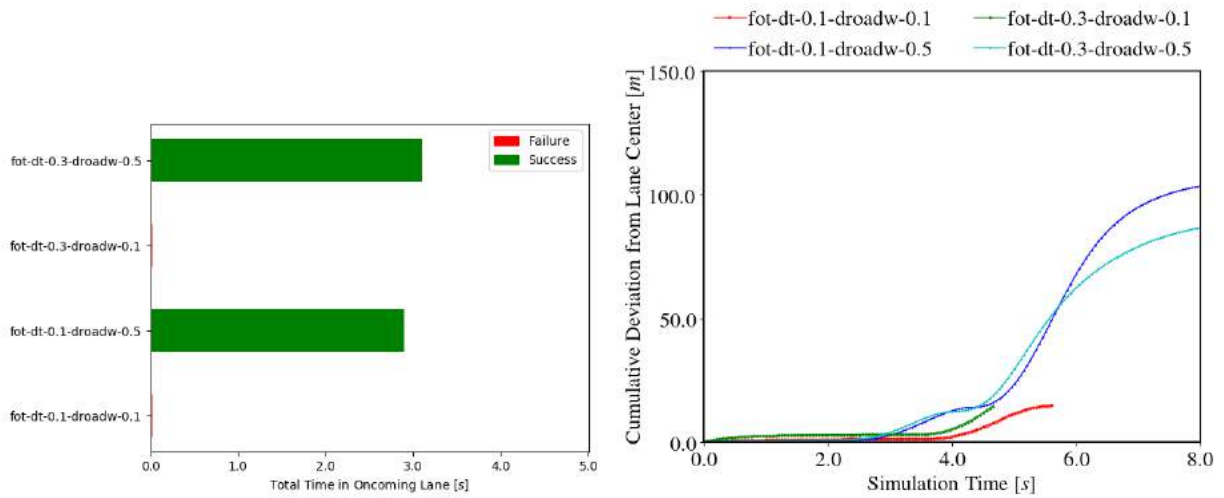 Failure
Success
fot-dt-0.3-droadw-0.5
fot-dt-0.3-droadw-0.1
fot-dt-0.1-droadw-0.5
fot-dt-0.1-droadw-0.1
0.0 1.0 2.0 3.0 4.0 5.0
Total Time in Oncoming Lane [s]
fot-dt-0.1-droadw-0.1 fot-dt-0.3-droadw-0.1
fot-dt-0.1-droadw-0.5 fot-dt-0.3-droadw-0.5
Cumulative Deviation from Lane Center [m]
150.0
100.0
50.0
0.0
0.0 2.0 4.0 6.0 8.0
Simulation Time [s]